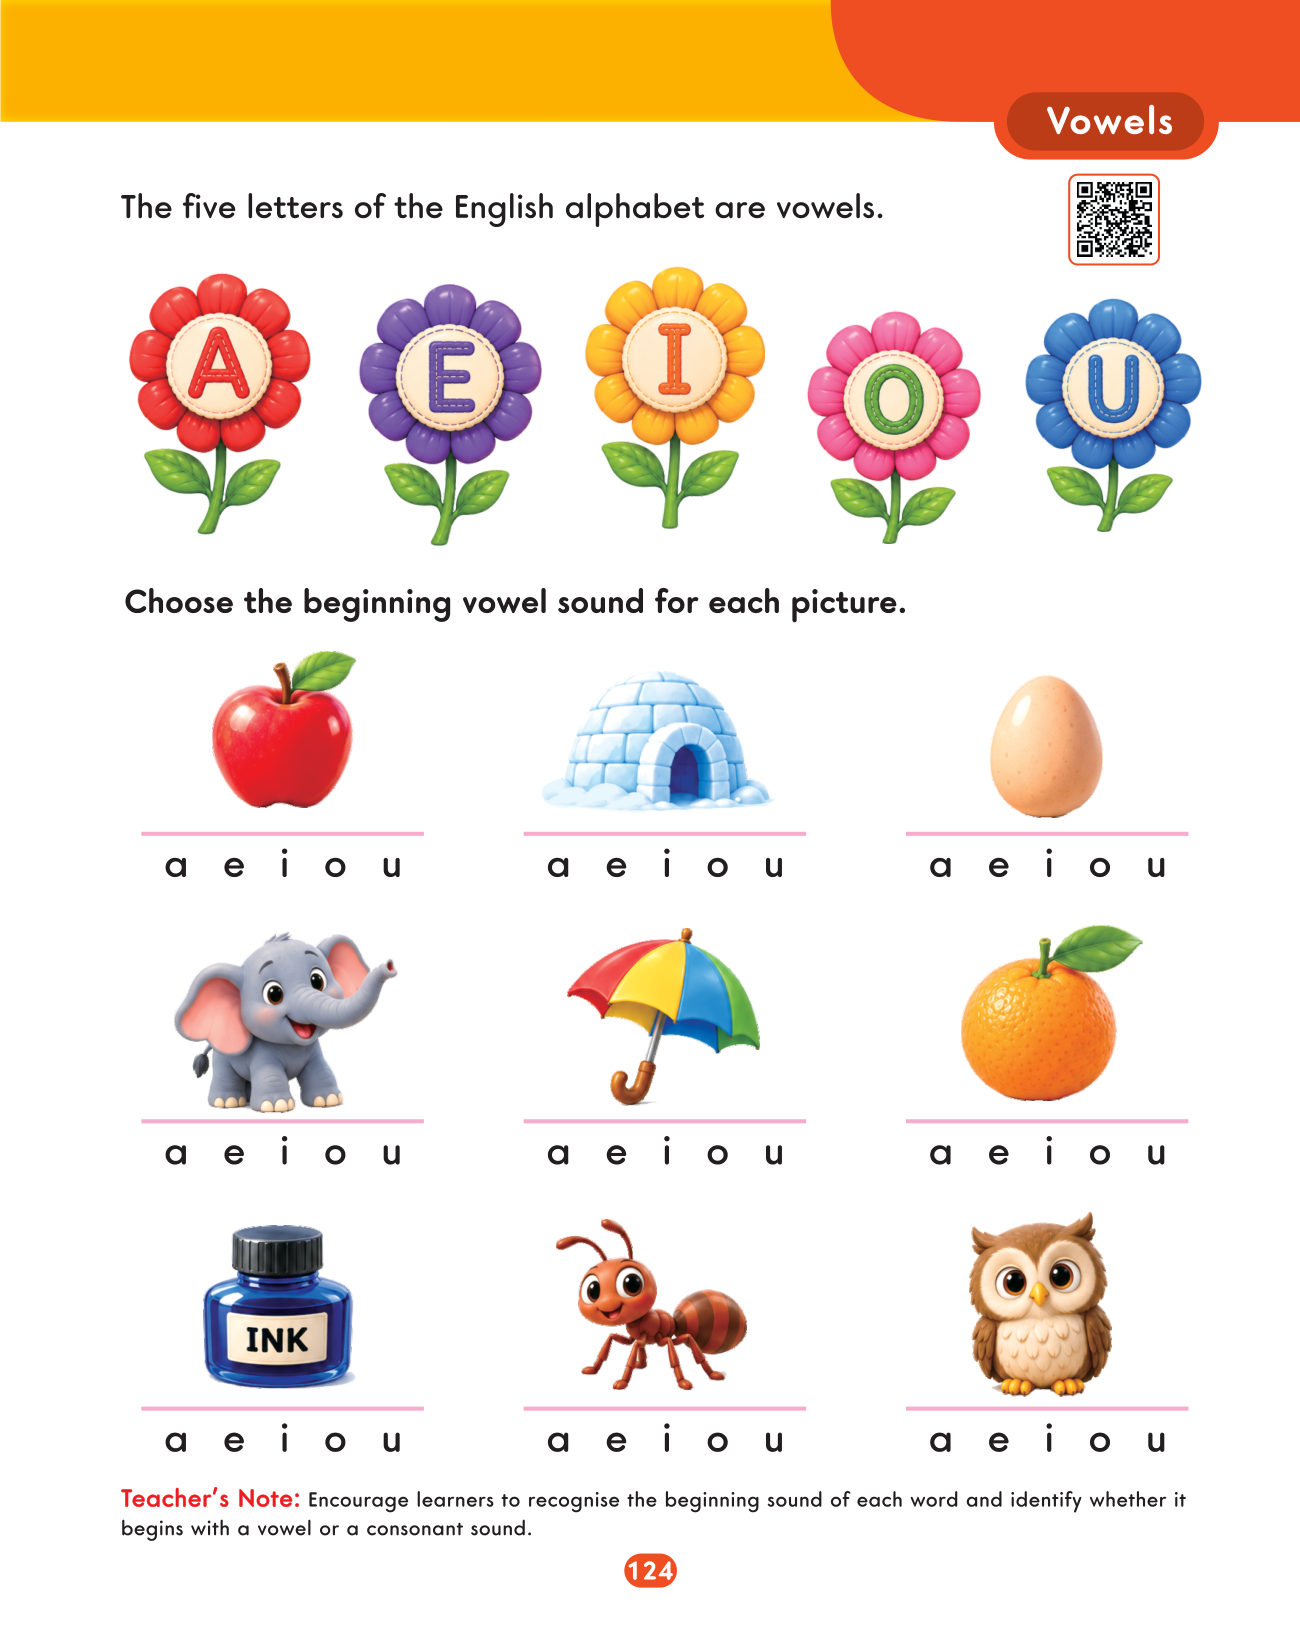 Vowels
The five letters of the English alphabet are vowels.
A E I O U
Choose the beginning vowel sound for each picture.
a e i o u a e i o u a e i o u
a e i o u a e i o u a e i o u
INK
a e i o u a e i o u a e i o u
Teacher's Note: Encourage learners to recognise the beginning sound of each word and identify whether it
begins with a vowel or a consonant sound.
124